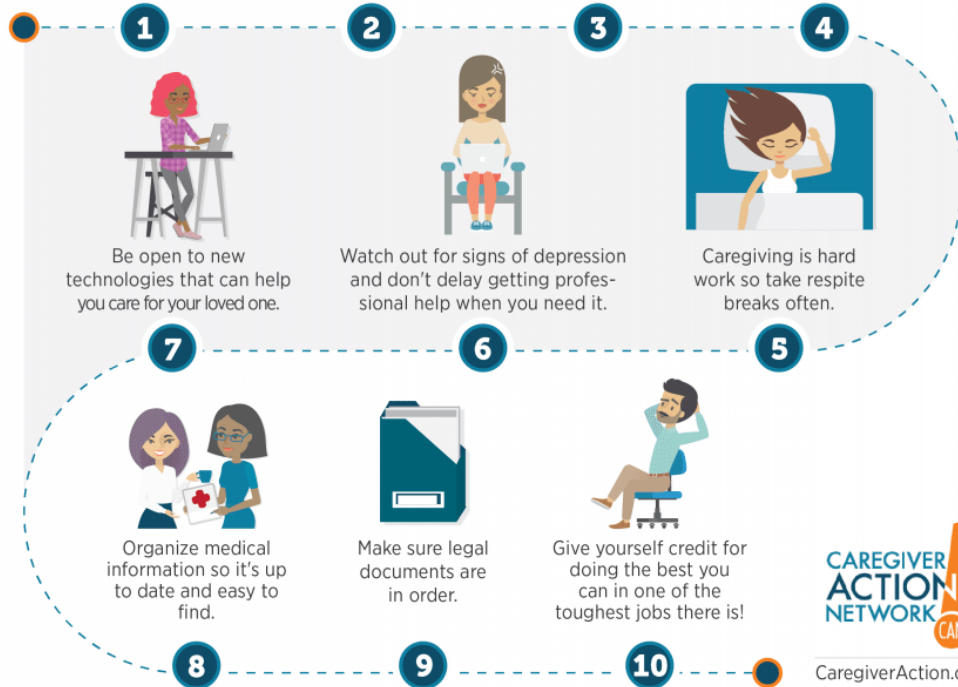 1
2
3
4
Be open to new
technologies that can help
you care for your loved one.
Watch out for signs of depression
and don't delay getting profes-
sional help when you need it.
Caregiving is hard
work so take respite
breaks often.
7
6
5
Organize medical
information so it's up
to date and easy to
find.
Make sure legal
documents are
in order.
Give yourself credit for
doing the best you
can in one of the
toughest jobs there is!
CAREGIVER
ACTION
NETWORK
CAN
CaregiverAction.o
8
9
10